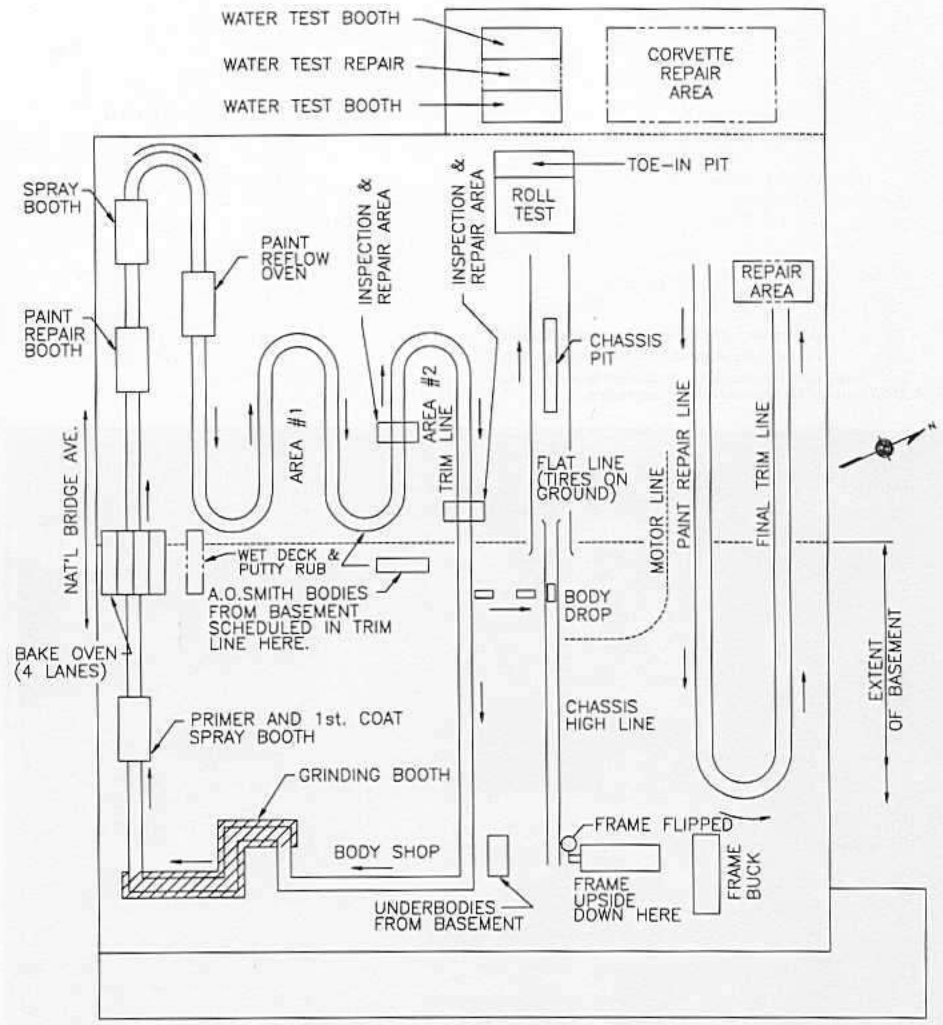 WATER TEST BOOTH
WATER TEST REPAIR
WATER TEST BOOTH
CORVETTE
REPAIR
AREA
TOE-IN PIT
ROLL
TEST
SPRAY
BOOTH
PAINT
REFLOW
OVEN
INSPECTION &
REPAIR AREA
INSPECTION &
REPAIR AREA
REPAIR
AREA
PAINT
REPAIR
BOOTH
CHASSIS
PIT
AREA #1
AREA #2
TRIM LINE
NAT'L BRIDGE AVE.
FLAT LINE
(TIRES ON
GROUND)
MOTOR LINE
PAINT REPAIR LINE
FINAL TRIM LINE
N
WET DECK &
PUTTY RUB
A.O.SMITH BODIES
FROM BASEMENT
SCHEDULED IN TRIM
LINE HERE.
BODY
DROP
BAKE OVEN
(4 LANES)
EXTENT
OF BASEMENT
PRIMER AND 1st. COAT
SPRAY BOOTH
CHASSIS
HIGH LINE
GRINDING BOOTH
FRAME FLIPPED
BODY SHOP
FRAME
UPSIDE
DOWN HERE
FRAME
BUCK
UNDERBODIES
FROM BASEMENT